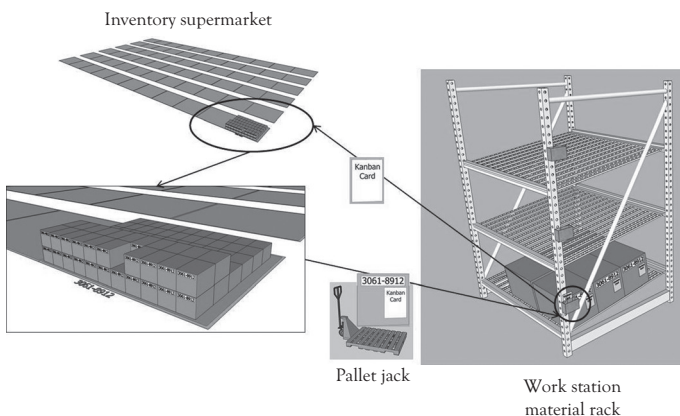 Inventory supermarket
Kanban
Card
3061-8912
3061-8912
Kanban
Card
Pallet jack
Work station
material rack